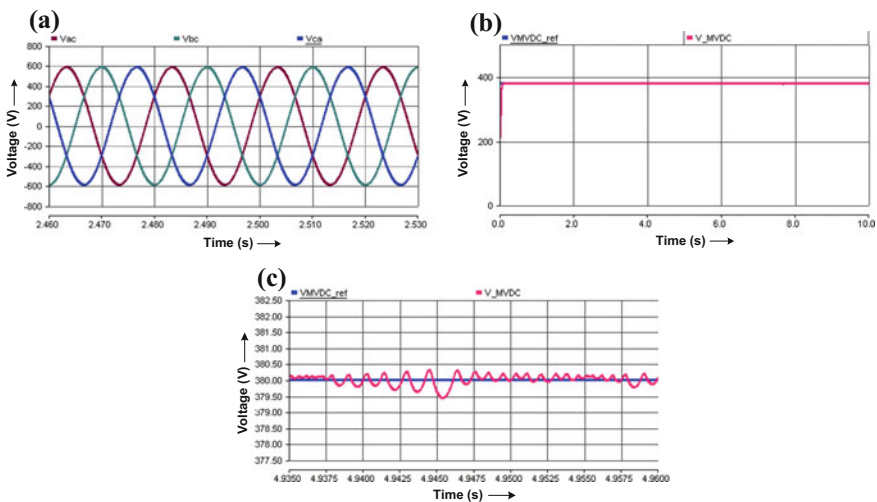 (a)
Vac Vbc Vca
Voltage (V)
800
600
400
200
0
-200
-400
-600
-800
2.460 2.470 2.480 2.490 2.500 2.510 2.520 2.530
Time (s)
(b)
VMVDC_ref V_MVDC
Voltage (V)
400
200
0
0.0 2.0 4.0 6.0 8.0 10.0
Time (s)
(c)
VMVDC_ref V_MVDC
Voltage (V)
382.50
382.00
381.50
381.00
380.50
380.00
379.50
379.00
378.50
378.00
377.50
4.9350 4.9375 4.9400 4.9425 4.9450 4.9475 4.9500 4.9525 4.9550 4.9575 4.9600
Time (s)